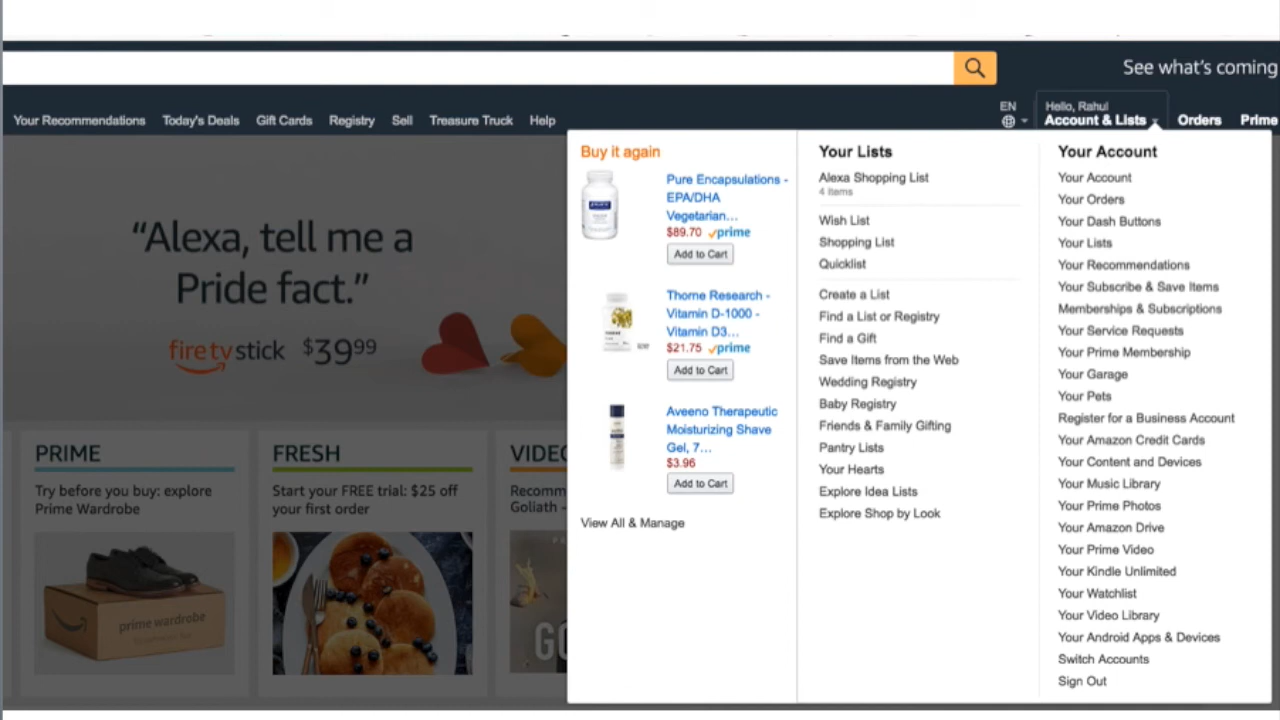 See what's coming
EN
Hello, Rahul
Your Recommendations Today's Deals Gift Cards Registry Sell Treasure Truck Help
Account & Lists Orders Prime
"Alexa, tell me a
Pride fact."
fire tv stick $39.99
PRIME
Try before you buy: explore
Prime Wardrobe
prime wardrobe
FRESH
Start your FREE trial: $25 off
your first order
VIDEO
Recomm
Goliath -
GO
Buy it again
Pure Encapsulations -
EPA/DHA
Vegetarian...
$89.70 prime
Add to Cart
Thorne Research -
Vitamin D-1000 -
Vitamin D3...
$21.75 prime
Add to Cart
Aveeno Therapeutic
Moisturizing Shave
Gel, 7...
$3.96
Add to Cart
View All & Manage
Your Lists
Alexa Shopping List
4 items
Wish List
Shopping List
Quicklist
Create a List
Find a List or Registry
Find a Gift
Save Items from the Web
Wedding Registry
Baby Registry
Friends & Family Gifting
Pantry Lists
Your Hearts
Explore Idea Lists
Explore Shop by Look
Your Account
Your Account
Your Orders
Your Dash Buttons
Your Lists
Your Recommendations
Your Subscribe & Save Items
Memberships & Subscriptions
Your Service Requests
Your Prime Membership
Your Garage
Your Pets
Register for a Business Account
Your Amazon Credit Cards
Your Content and Devices
Your Music Library
Your Prime Photos
Your Amazon Drive
Your Prime Video
Your Kindle Unlimited
Your Watchlist
Your Video Library
Your Android Apps & Devices
Switch Accounts
Sign Out